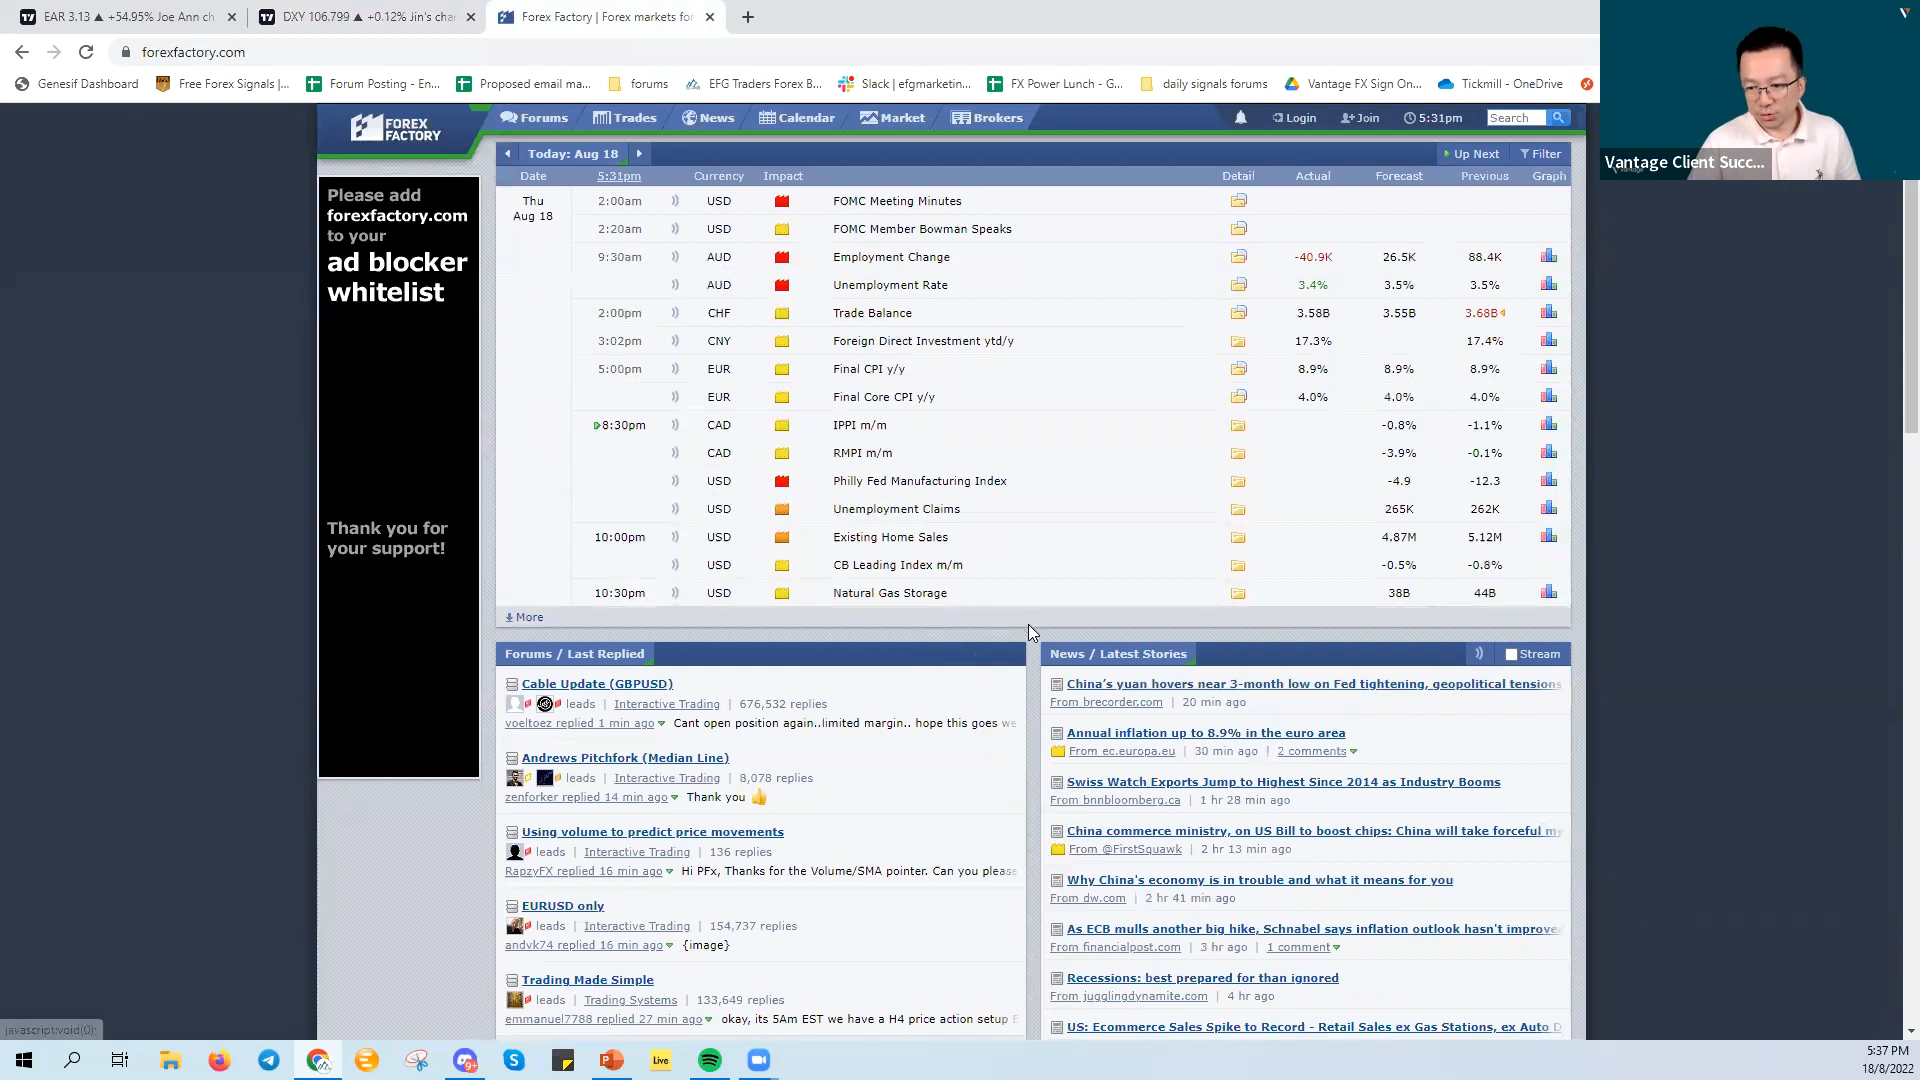 EAR 3.13 ▲ +54.95% Joe Ann ch
DXY 106.799 ▲ +0.12% Jin's cha
Forex Factory | Forex markets for
forexfactory.com
Genesif Dashboard
Free Forex Signals |...
Forum Posting - En...
Proposed email ma...
forums
EFG Traders Forex B...
Slack | efgmarketin...
FX Power Lunch - G...
daily signals forums
Vantage FX Sign On...
Tickmill - OneDrive
Vantage Client Succ...
FOREX
FACTORY
Forums
Trades
News
Calendar
Market
Brokers
Login
Join
5:31pm
Search
Please add
forexfactory.com
to your
ad blocker
whitelist
Thank you for
your support!
Today: Aug 18
Up Next
Filter
Date 5:31pm Currency Impact Detail Actual Forecast Previous Graph
Thu
Aug 18
2:00am USD FOMC Meeting Minutes
2:20am USD FOMC Member Bowman Speaks
9:30am AUD Employment Change -40.9K 26.5K 88.4K
AUD Unemployment Rate 3.4% 3.5% 3.5%
2:00pm CHF Trade Balance 3.58B 3.55B 3.68B
3:02pm CNY Foreign Direct Investment ytd/y 17.3% 17.4%
5:00pm EUR Final CPI y/y 8.9% 8.9% 8.9%
EUR Final Core CPI y/y 4.0% 4.0% 4.0%
8:30pm CAD IPPI m/m -0.8% -1.1%
CAD RMPI m/m -3.9% -0.1%
USD Philly Fed Manufacturing Index -4.9 -12.3
USD Unemployment Claims 265K 262K
10:00pm USD Existing Home Sales 4.87M 5.12M
USD CB Leading Index m/m -0.5% -0.8%
10:30pm USD Natural Gas Storage 38B 44B
More
Forums / Last Replied
Cable Update (GBPUSD)
leads | Interactive Trading | 676,532 replies
voeltoez replied 1 min ago Cant open position again..limited margin.. hope this goes we
Andrews Pitchfork (Median Line)
leads | Interactive Trading | 8,078 replies
zenforker replied 14 min ago Thank you 👍
Using volume to predict price movements
leads | Interactive Trading | 136 replies
RapzyFX replied 16 min ago Hi PFx, Thanks for the Volume/SMA pointer. Can you please
EURUSD only
leads | Interactive Trading | 154,737 replies
andvk74 replied 16 min ago {image}
Trading Made Simple
leads | Trading Systems | 133,649 replies
emmanuel7788 replied 27 min ago okay, its 5Am EST we have a H4 price action setup E
News / Latest Stories
Stream
China's yuan hovers near 3-month low on Fed tightening, geopolitical tensions
From brecorder.com | 20 min ago
Annual inflation up to 8.9% in the euro area
From ec.europa.eu | 30 min ago | 2 comments
Swiss Watch Exports Jump to Highest Since 2014 as Industry Booms
From bnnbloomberg.ca | 1 hr 28 min ago
China commerce ministry, on US Bill to boost chips: China will take forceful me
From @FirstSquawk | 2 hr 13 min ago
Why China's economy is in trouble and what it means for you
From dw.com | 2 hr 41 min ago
As ECB mulls another big hike, Schnabel says inflation outlook hasn't improve
From financialpost.com | 3 hr ago | 1 comment
Recessions: best prepared for than ignored
From jugglingdynamite.com | 4 hr ago
US: Ecommerce Sales Spike to Record - Retail Sales ex Gas Stations, ex Auto D
javascript:void(0);
9+
Live
5:37 PM
18/8/2022